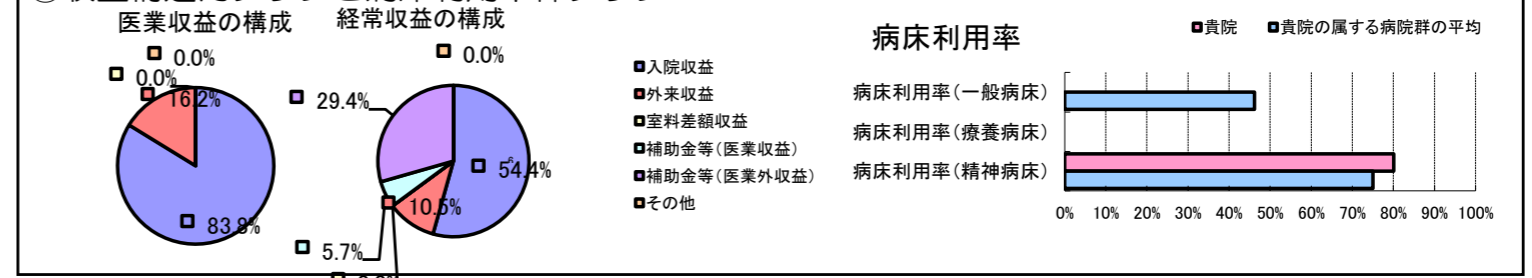 医業収益の構成
0.0%
0.0%
16.2%
83.8%
経常収益の構成
0.0%
29.4%
54.4%
10.5%
5.7%
入院収益
外来収益
室料差額収益
補助金等(医業収益)
補助金等(医業外収益)
その他
病床利用率
貴院
貴院の属する病院群の平均
病床利用率(一般病床)
病床利用率(療養病床)
病床利用率(精神病床)
0% 10% 20% 30% 40% 50% 60% 70% 80% 90% 100%